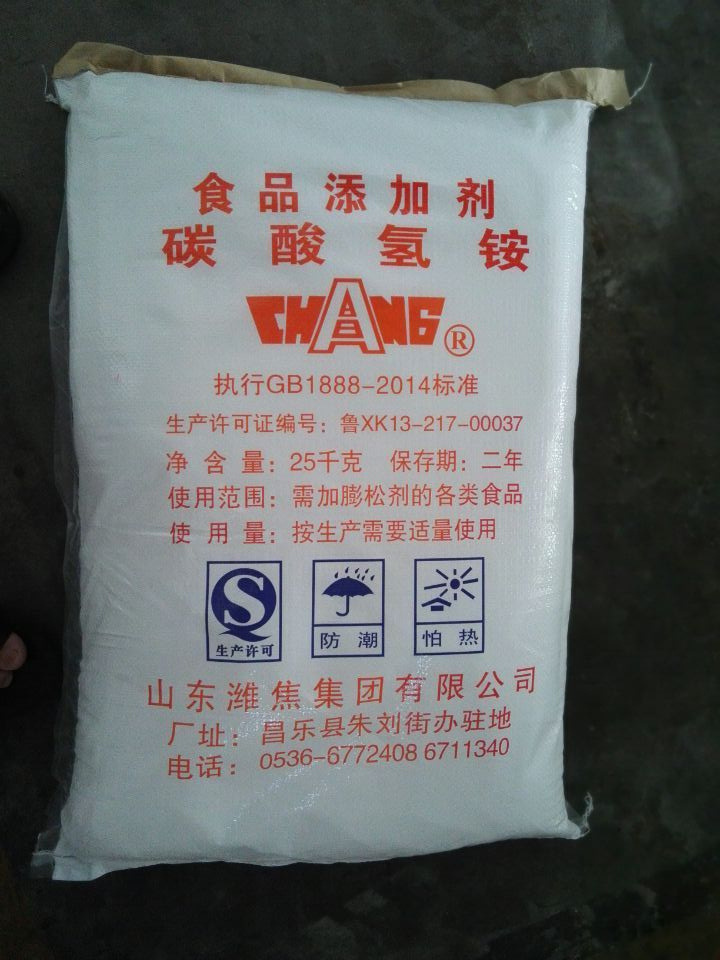 食品添加剂
碳酸氢铵
CHANG®
执行GB1888-2014标准
生产许可证编号：鲁XK13-217-00037
净含量：25千克 保存期：二年
使用范围：需加膨松剂的各类食品
使用量：按生产需要适量使用
QS 生产许可
防潮
怕热
山东潍焦集团有限公司
厂址：昌乐县朱刘街办驻地
电话：0536-6772408 6711340